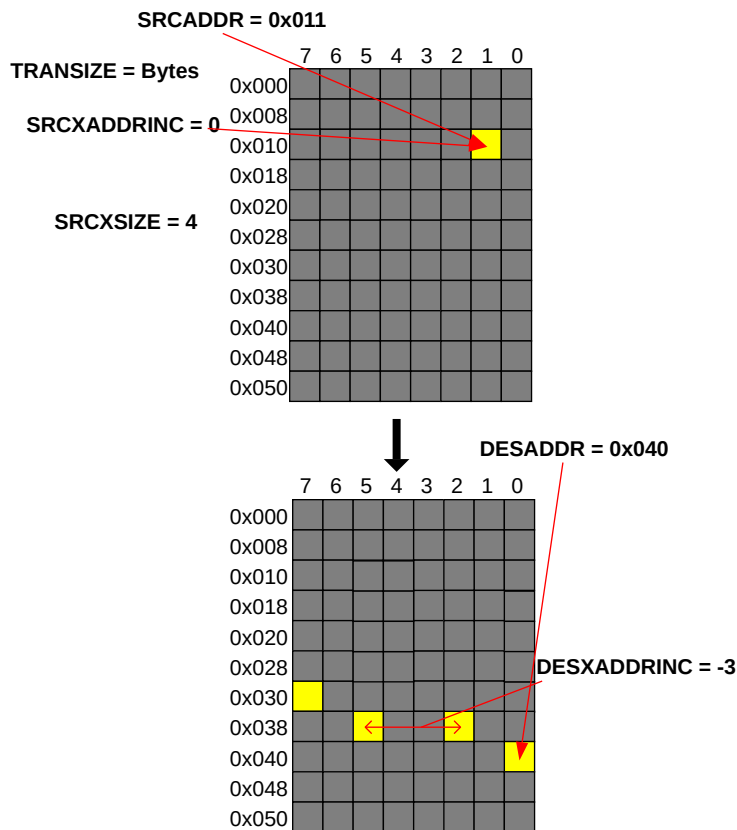 SRCADDR = 0x011
7 6 5 4 3 2 1 0
TRANSIZE = Bytes
0x000
0x008
SRCXADDRINC = 0
0x010
0x018
0x020
SRCXSIZE = 4
0x028
0x030
0x038
0x040
0x048
0x050
DESADDR = 0x040
7 6 5 4 3 2 1 0
0x000
0x008
0x010
0x018
0x020
0x028
DESXADDRINC = -3
0x030
0x038
0x040
0x048
0x050